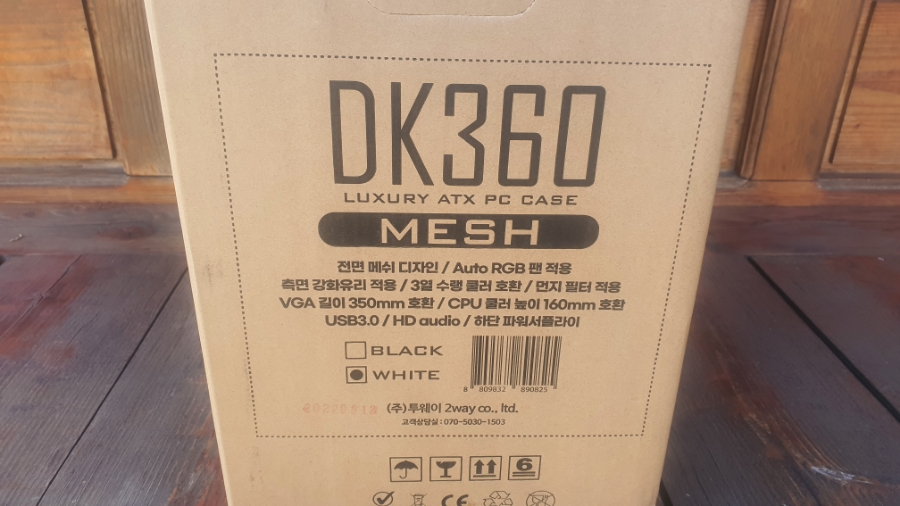 DK360
LUXURY ATX PC CASE
MESH
전면 메쉬 디자인 / Auto RGB 팬 적용
측면 강화유리 적용 / 3열 수랭 쿨러 호환 / 먼지 필터 적용
VGA 길이 350mm 호환 / CPU 쿨러 높이 160mm 호환
USB3.0 / HD audio / 하단 파워서플라이
BLACK
WHITE
8 809832 890825
(주)투웨이 2way co., ltd.
고객상담실 : 070-5030-1503
6
CE